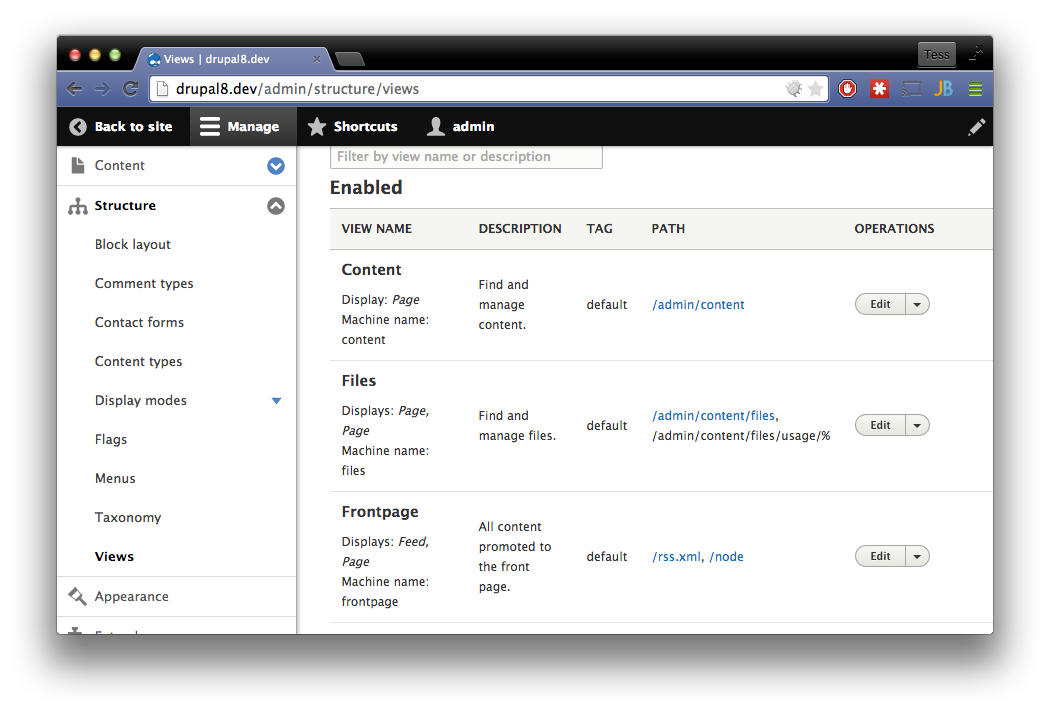 Views | drupal8.dev
Tess
drupal8.dev/admin/structure/views
JB
Back to site
Manage
Shortcuts
admin
Content
Structure
Block layout
Comment types
Contact forms
Content types
Display modes
Flags
Menus
Taxonomy
Views
Appearance
Filter by view name or description
Enabled
VIEW NAME DESCRIPTION TAG PATH OPERATIONS
Content
Display: Page
Machine name:
content
Find and
manage
content.
default
/admin/content
Edit
Files
Displays: Page,
Page
Machine name:
files
Find and
manage files.
default
/admin/content/files,
/admin/content/files/usage/%
Edit
Frontpage
Displays: Feed,
Page
Machine name:
frontpage
All content
promoted to
the front
page.
default
/rss.xml, /node
Edit